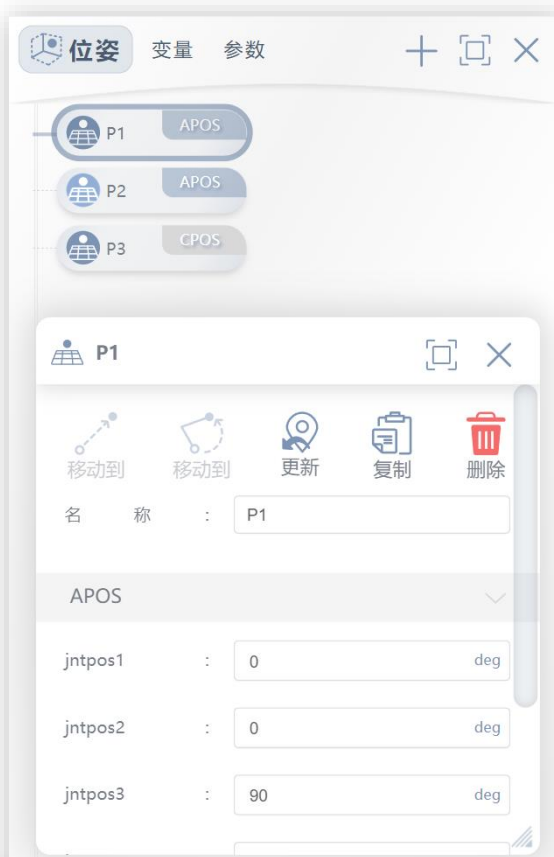 位姿 变量 参数
P1 APOS
P2 APOS
P3 CPOS
P1
移动到 移动到 更新 复制 删除
名 称 : P1
APOS
jntpos1 : 0 deg
jntpos2 : 0 deg
jntpos3 : 90 deg